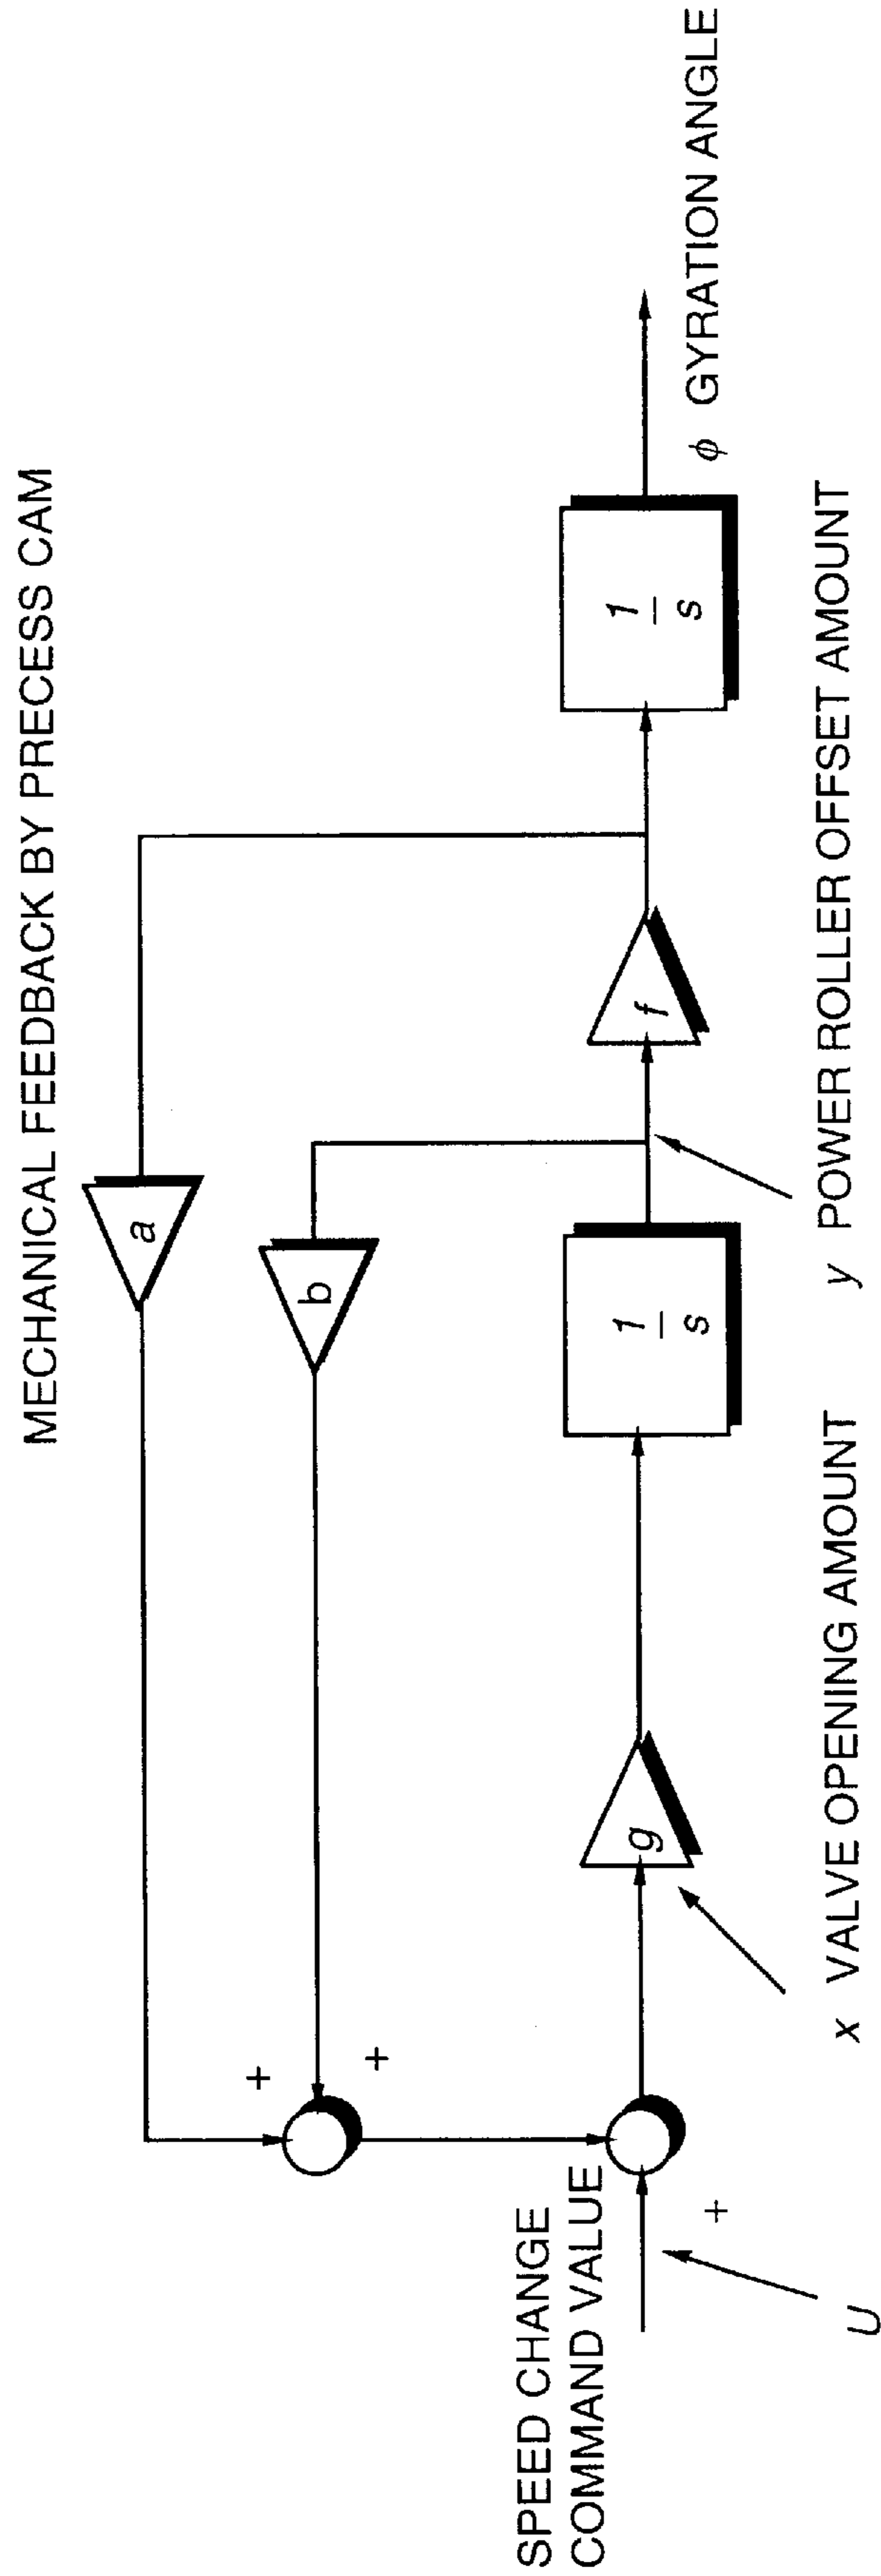 MECHANICAL FEEDBACK BY PRECESS CAM
a
b
+
+
SPEED CHANGE
COMMAND VALUE
+
U
g
1
s
f
1
s
x VALVE OPENING AMOUNT
y POWER ROLLER OFFSET AMOUNT
ϕ GYRATION ANGLE